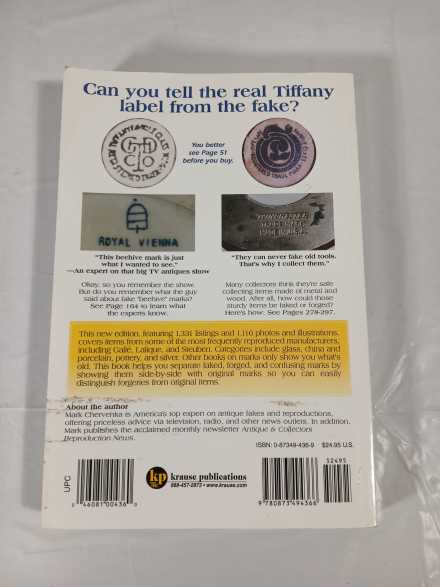 Can you tell the real Tiffany
label from the fake?
You better
see Page 51
before you buy.
ROYAL VIENNA
"This beehive mark is just
what I wanted to see."
—An expert on that big TV antiques show
"They can never fake old tools.
That's why I collect them."
Okay, so you remember the show.
But do you remember what the guy
said about fake "beehive" marks?
See Page 164 to learn what
the experts know.
Many collectors think they're safe
collecting items made of metal and
wood. After all, how could those
sturdy items be faked or forged?
Here's how. See Pages 279-297.
This new edition, featuring 1,331 listings and 1,110 photos and illustrations,
covers items from some of the most frequently reproduced manufacturers,
including Gallé, Lalique, and Steuben. Categories include glass, china and
porcelain, pottery, and silver. Other books on marks only show you what's
old. This book helps you separate faked, forged, and confusing marks by
showing them side-by-side with original marks so you can easily
distinguish forgeries from original items.
About the author
Mark Chervenka is America's top expert on antique fakes and reproductions,
offering priceless advice via television, radio, and other news outlets. In addition,
Mark publishes the acclaimed monthly newsletter Antique & Collectors
Reproduction News.
ISBN: 0-87349-436-9 $24.95 U.S.
52495
UPC
kp
krause publications
888-457-2873 • www.krause.com
0 46081 00436 0
9 780873 494366